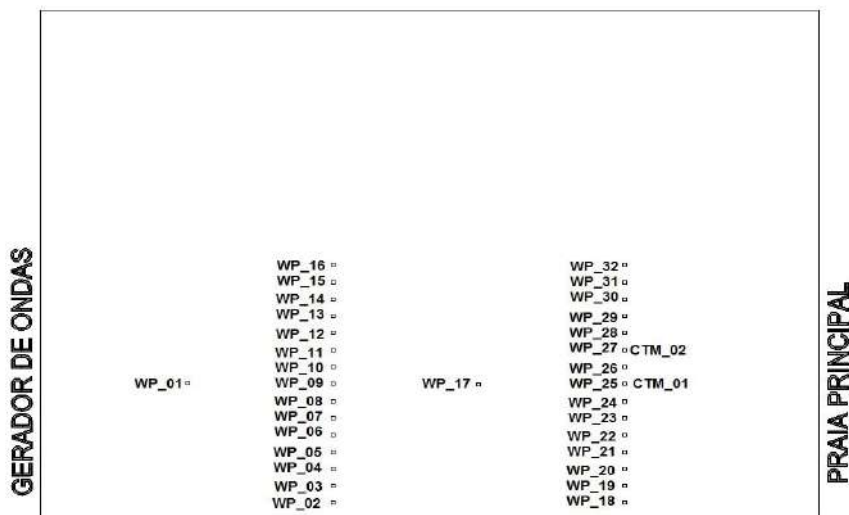 GERADOR DE ONDAS
WP_01
WP_16
WP_15
WP_14
WP_13
WP_12
WP_11
WP_10
WP_09
WP_08
WP_07
WP_06
WP_05
WP_04
WP_03
WP_02
WP_17
WP_32
WP_31
WP_30
WP_29
WP_28
WP_27 CTM_02
WP_26
WP_25 CTM_01
WP_24
WP_23
WP_22
WP_21
WP_20
WP_19
WP_18
PRAIA PRINCIPAL